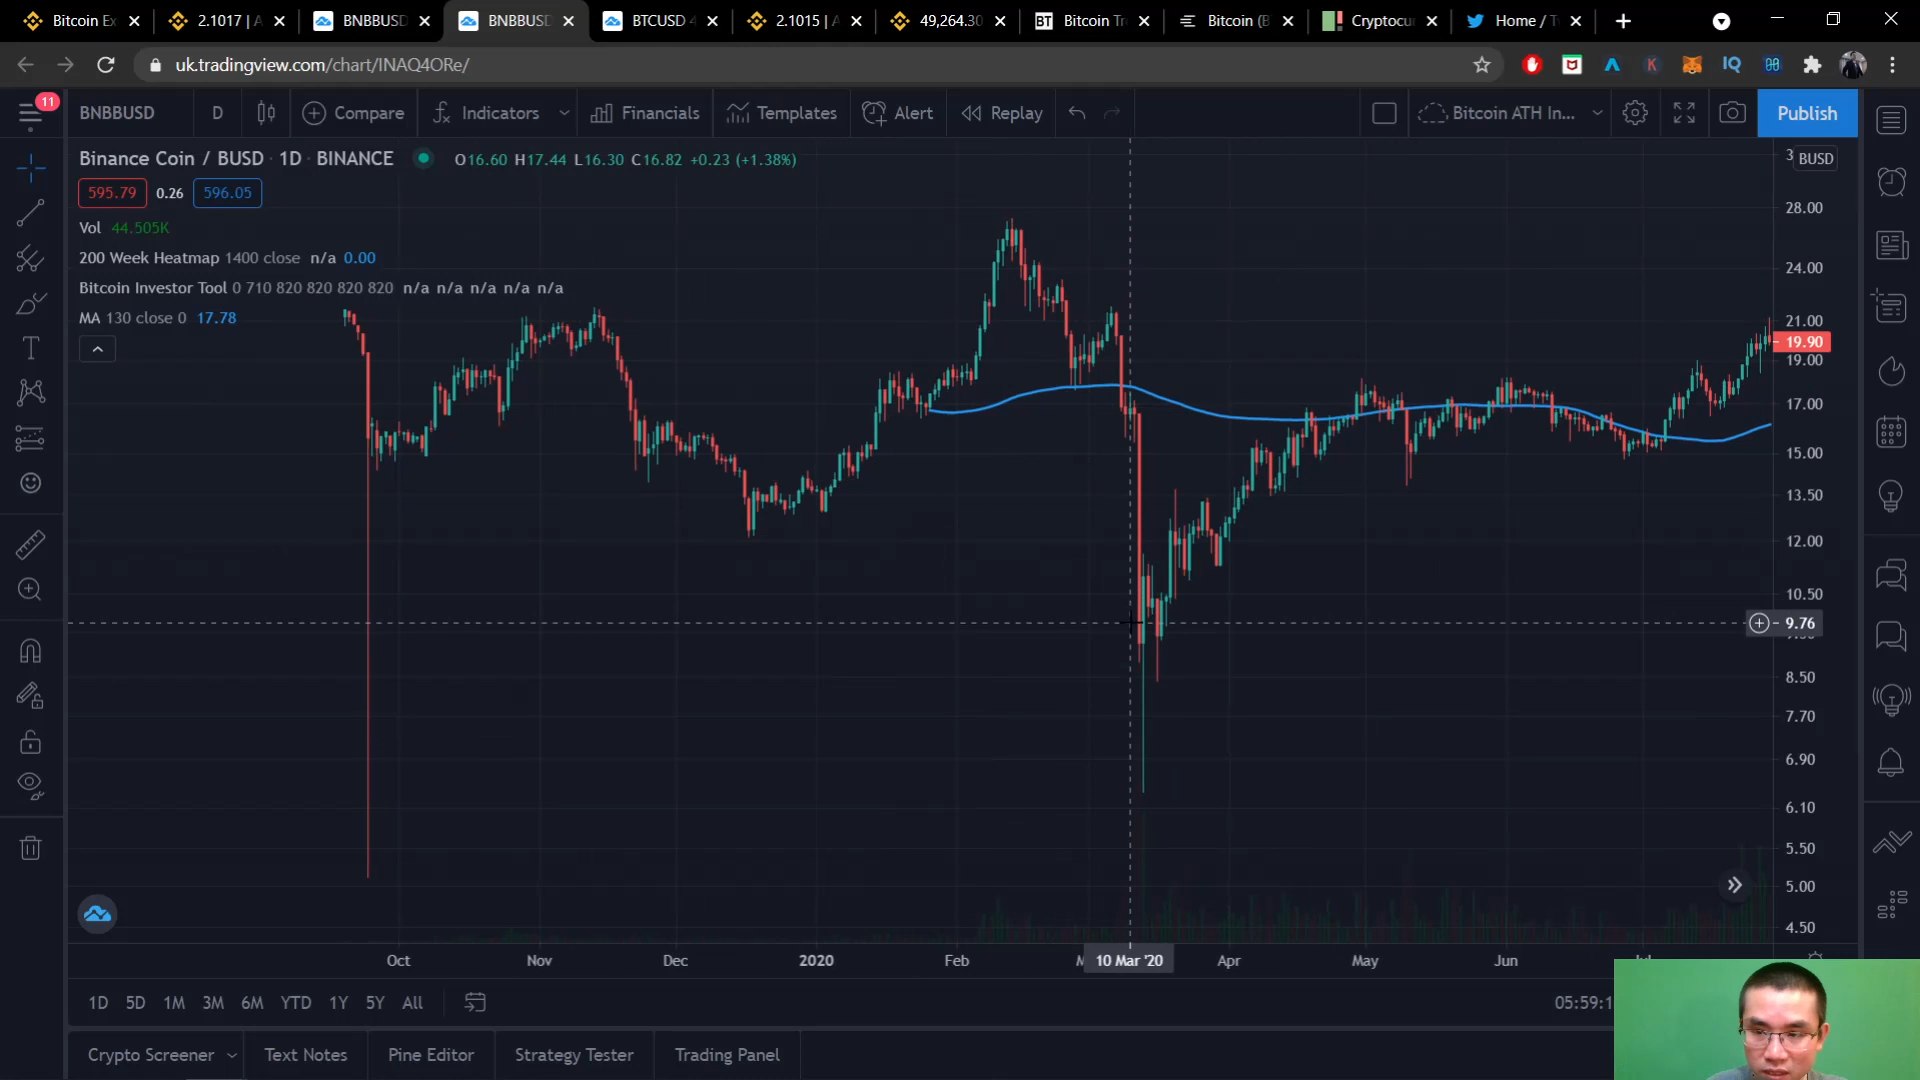 Bitcoin Ex
2.1017 | A
BNBBUSD
BNBBUSD
BTCUSD 4
2.1015 | A
49,264.30
BT Bitcoin Tr
Bitcoin (B
Cryptocu
Home / T
uk.tradingview.com/chart/INAQ4ORe/
IQ
11
BNBBUSD D Compare Indicators Financials Templates Alert Replay Bitcoin ATH In... Publish
Binance Coin / BUSD · 1D · BINANCE O16.60 H17.44 L16.30 C16.82 +0.23 (+1.38%)
BUSD
595.79 0.26 596.05
Vol 44.505K
200 Week Heatmap 1400 close n/a 0.00
Bitcoin Investor Tool 0 710 820 820 820 820 n/a n/a n/a n/a n/a
MA 130 close 0 17.78
28.00
24.00
21.00
19.90
19.00
17.00
15.00
13.50
12.00
10.50
9.76
8.50
7.70
6.90
6.10
5.50
5.00
4.50
Oct Nov Dec 2020 Feb 10 Mar '20 Apr May Jun
1D 5D 1M 3M 6M YTD 1Y 5Y All 05:59:1
Crypto Screener Text Notes Pine Editor Strategy Tester Trading Panel